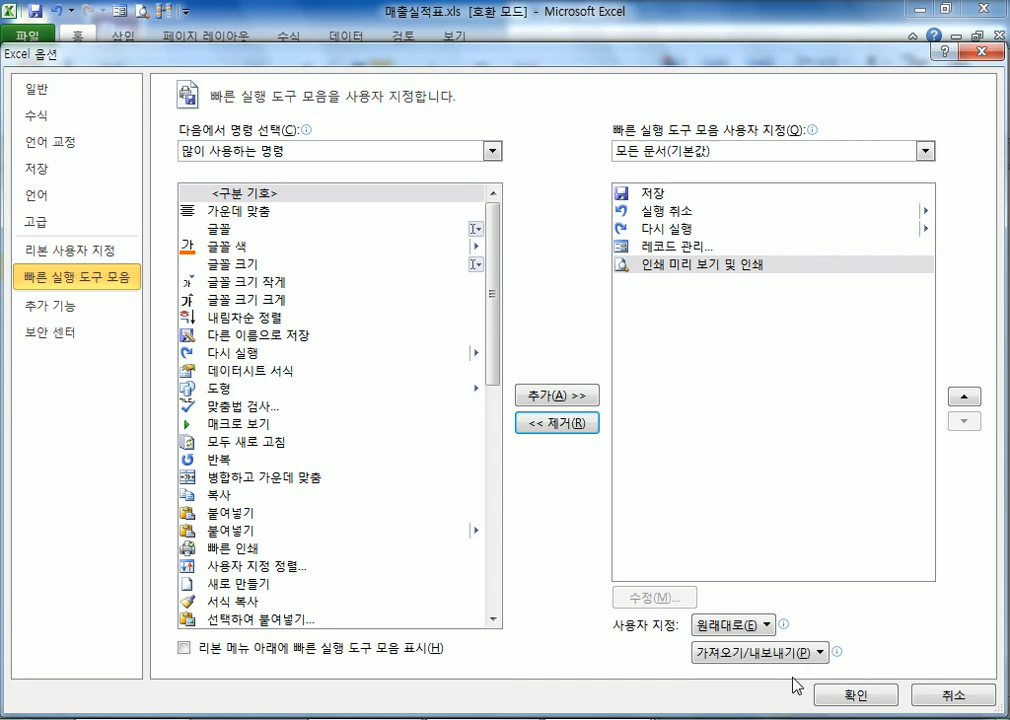 매출실적표.xls [호환 모드] - Microsoft Excel
파일 홈 삽입 페이지 레이아웃 수식 데이터 검토 보기
Excel 옵션
일반
수식
언어 교정
저장
언어
고급
리본 사용자 지정
빠른 실행 도구 모음
추가 기능
보안 센터
빠른 실행 도구 모음을 사용자 지정합니다.
다음에서 명령 선택(C):
많이 사용하는 명령
<구분 기호>
가운데 맞춤
글꼴
글꼴 색
글꼴 크기
글꼴 크기 작게
글꼴 크기 크게
내림차순 정렬
다른 이름으로 저장
다시 실행
데이터시트 서식
도형
맞춤법 검사...
매크로 보기
모두 새로 고침
반복
병합하고 가운데 맞춤
복사
붙여넣기
붙여넣기
빠른 인쇄
사용자 지정 정렬...
새로 만들기
서식 복사
선택하여 붙여넣기...
리본 메뉴 아래에 빠른 실행 도구 모음 표시(H)
추가(A) >>
<< 제거(R)
빠른 실행 도구 모음 사용자 지정(Q):
모든 문서(기본값)
저장
실행 취소
다시 실행
레코드 관리...
인쇄 미리 보기 및 인쇄
수정(M)...
사용자 지정: 원래대로(E)
가져오기/내보내기(P)
확인 취소